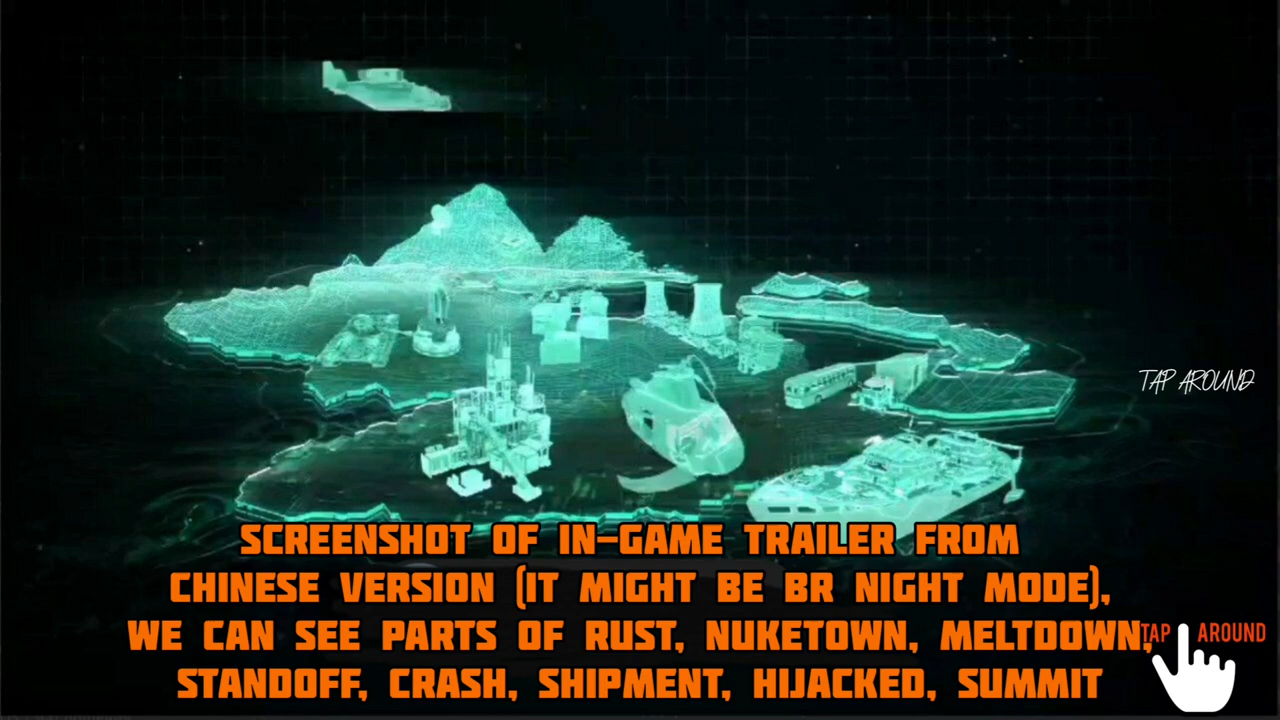 TAP AROUND
SCREENSHOT OF IN-GAME TRAILER FROM
CHINESE VERSION (IT MIGHT BE BR NIGHT MODE),
WE CAN SEE PARTS OF RUST, NUKETOWN, MELTDOWN,
TAP AROUND
STANDOFF, CRASH, SHIPMENT, HIJACKED, SUMMIT